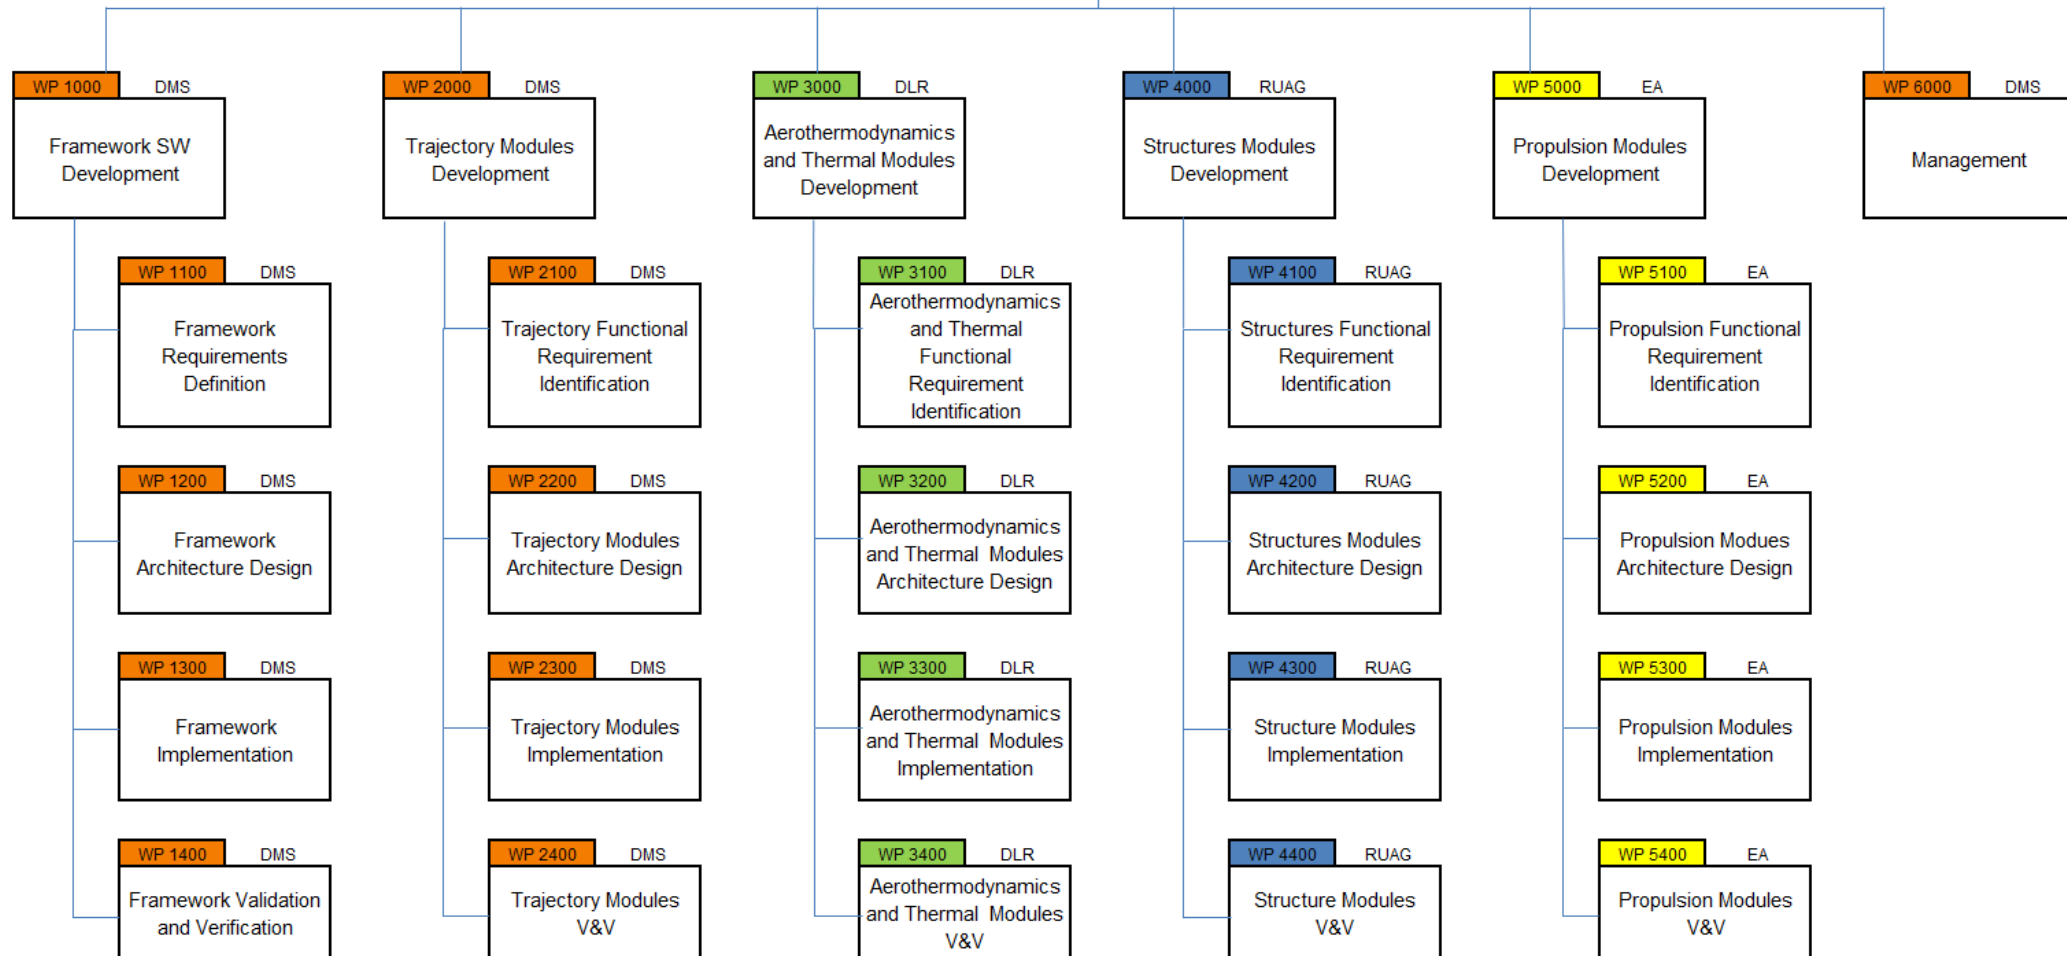 WP 1000 DMS
Framework SW
Development
WP 2000 DMS
Trajectory Modules
Development
WP 3000 DLR
Aerothermodynamics
and Thermal Modules
Development
WP 4000 RUAG
Structures Modules
Development
WP 5000 EA
Propulsion Modules
Development
WP 6000 DMS
Management
WP 1100 DMS
Framework
Requirements
Definition
WP 2100 DMS
Trajectory Functional
Requirement
Identification
WP 3100 DLR
Aerothermodynamics
and Thermal
Functional
Requirement
Identification
WP 4100 RUAG
Structures Functional
Requirement
Identification
WP 5100 EA
Propulsion Functional
Requirement
Identification
WP 1200 DMS
Framework
Architecture Design
WP 2200 DMS
Trajectory Modules
Architecture Design
WP 3200 DLR
Aerothermodynamics
and Thermal Modules
Architecture Design
WP 4200 RUAG
Structures Modules
Architecture Design
WP 5200 EA
Propulsion Modues
Architecture Design
WP 1300 DMS
Framework
Implementation
WP 2300 DMS
Trajectory Modules
Implementation
WP 3300 DLR
Aerothermodynamics
and Thermal Modules
Implementation
WP 4300 RUAG
Structure Modules
Implementation
WP 5300 EA
Propulsion Modules
Implementation
WP 1400 DMS
Framework Validation
and Verification
WP 2400 DMS
Trajectory Modules
V&V
WP 3400 DLR
Aerothermodynamics
and Thermal Modules
V&V
WP 4400 RUAG
Structure Modules
V&V
WP 5400 EA
Propulsion Modules
V&V